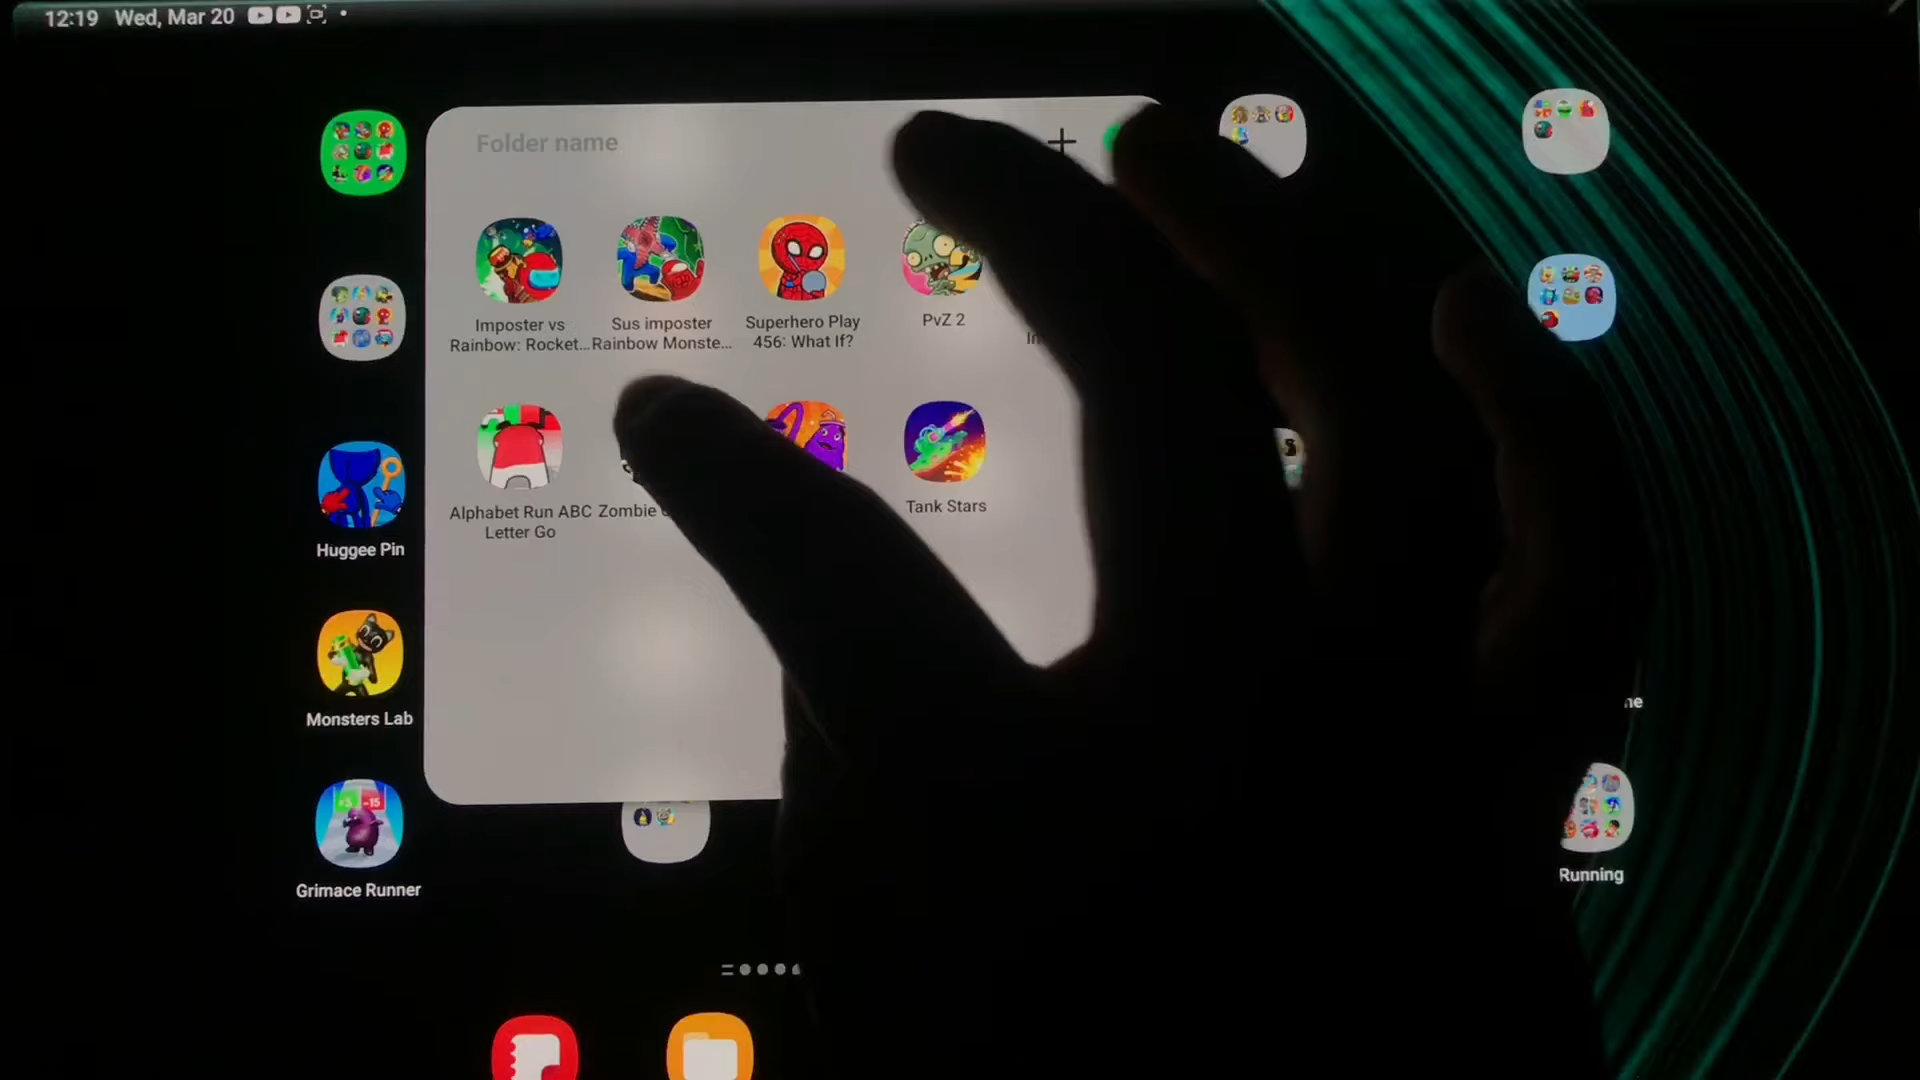 12:19 Wed, Mar 20
Folder name
Imposter vs
Rainbow: Rocket...
Sus imposter
Rainbow Monste...
Superhero Play
456: What If?
PvZ 2
Alphabet Run ABC
Letter Go
Zombie
Tank Stars
Huggee Pin
Monsters Lab
Grimace Runner
Running